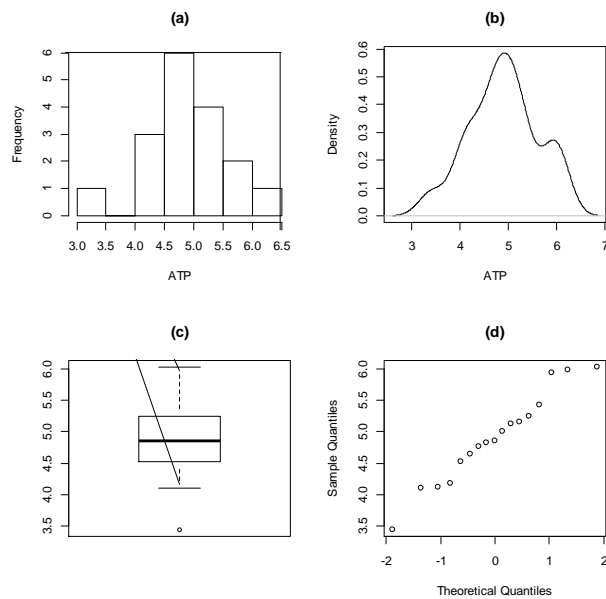 (a)
Frequency
6
5
4
3
2
1
0
3.0 3.5 4.0 4.5 5.0 5.5 6.0 6.5
ATP
(b)
Density
0.6
0.5
0.4
0.3
0.2
0.1
0.0
3 4 5 6 7
ATP
(c)
6.0
5.5
5.0
4.5
4.0
3.5
(d)
Sample Quantiles
6.0
5.5
5.0
4.5
4.0
3.5
-2 -1 0 1 2
Theoretical Quantiles